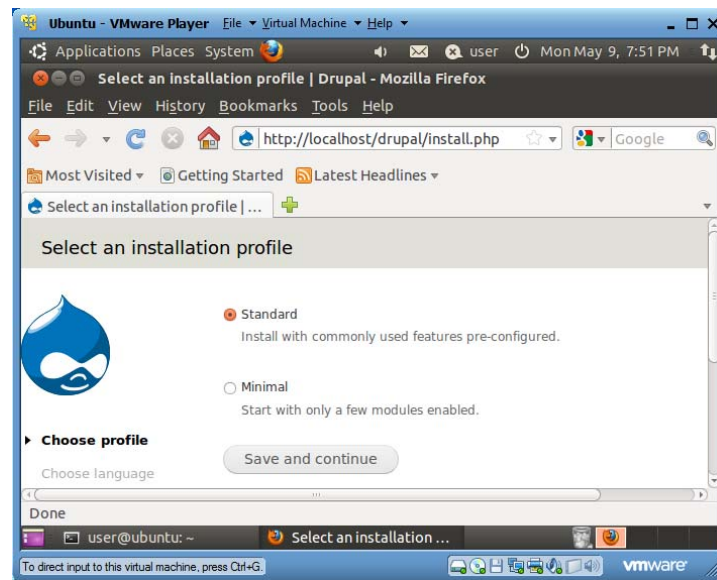 Ubuntu - VMware Player File Virtual Machine Help
Applications Places System user Mon May 9, 7:51 PM
Select an installation profile | Drupal - Mozilla Firefox
File Edit View History Bookmarks Tools Help
http://localhost/drupal/install.php Google
Most Visited Getting Started Latest Headlines
Select an installation profile | ...
Select an installation profile
Standard
Install with commonly used features pre-configured.
Minimal
Start with only a few modules enabled.
Choose profile
Save and continue
Choose language
Done
user@ubuntu: ~ Select an installation ...
To direct input to this virtual machine, press Ctrl+G. vmware